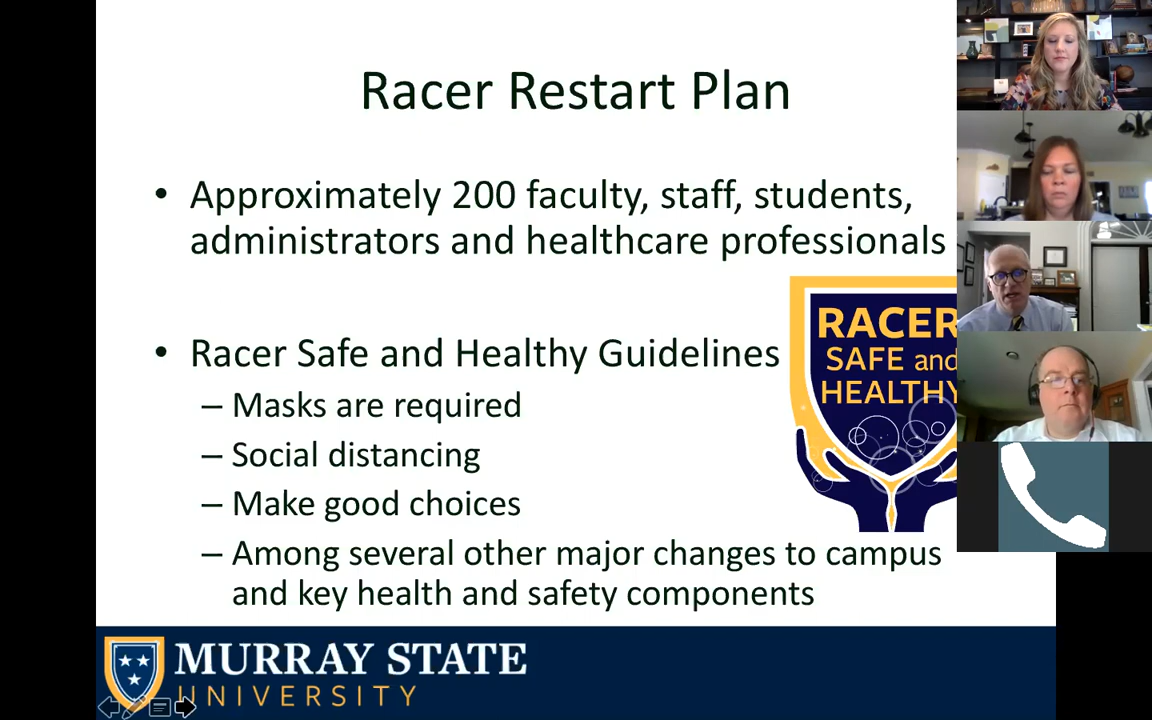 Racer Restart Plan
• Approximately 200 faculty, staff, students,
administrators and healthcare professionals
• Racer Safe and Healthy Guidelines
– Masks are required
– Social distancing
– Make good choices
– Among several other major changes to campus
and key health and safety components
RACER
SAFE and
HEALTHY
MURRAY STATE
UNIVERSITY